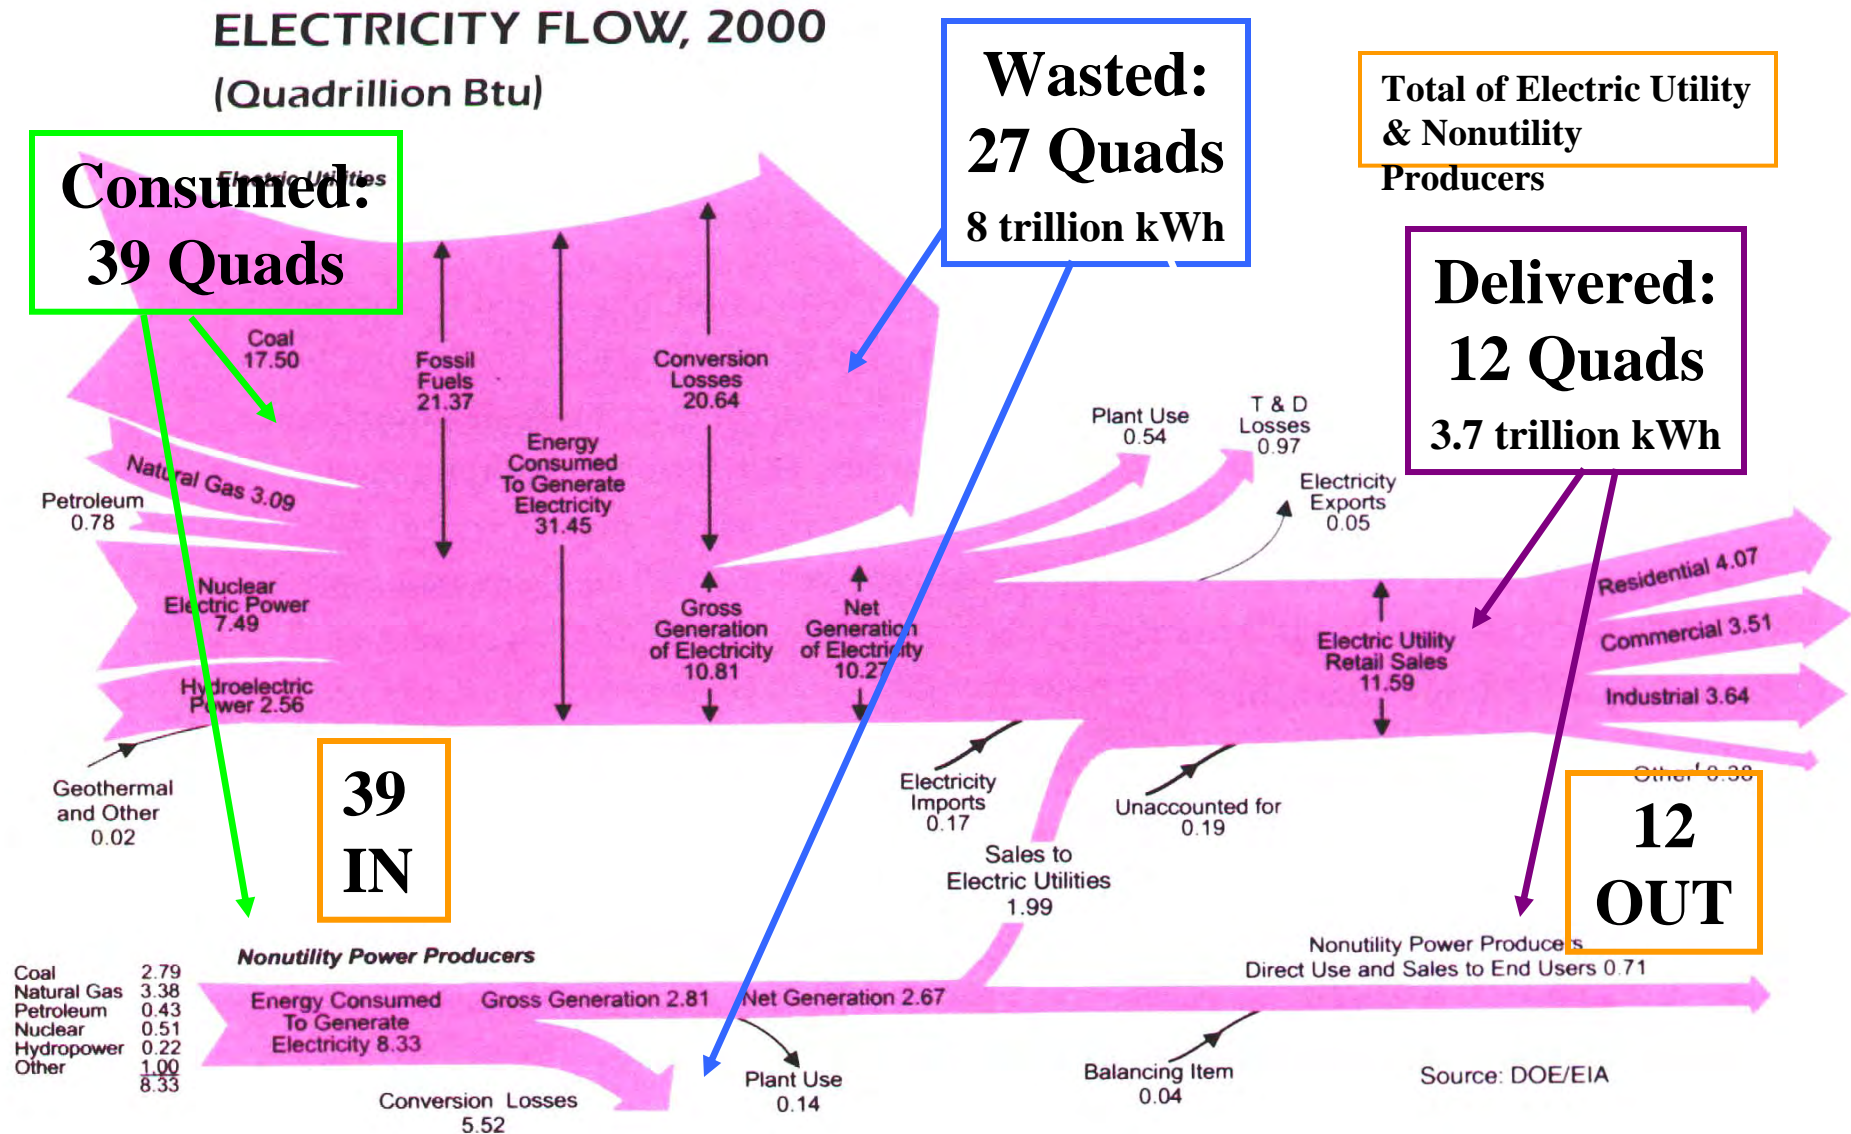 ELECTRICITY FLOW, 2000
(Quadrillion Btu)
Wasted:
27 Quads
8 trillion kWh
Total of Electric Utility
& Nonutility
Producers
Electric Utilities
Consumed:
39 Quads
Delivered:
12 Quads
3.7 trillion kWh
Coal
17.50
Fossil
Fuels
21.37
Conversion
Losses
20.64
Energy
Consumed
To Generate
Electricity
31.45
Plant Use
0.54
T & D
Losses
0.97
Electricity
Exports
0.05
Natural Gas 3.09
Petroleum
0.78
Nuclear
Electric Power
7.49
Hydroelectric
Power 2.56
Geothermal
and Other
0.02
Gross
Generation
of Electricity
10.81
Net
Generation
of Electricity
10.27
Electric Utility
Retail Sales
11.59
Residential 4.07
Commercial 3.51
Industrial 3.64
Other 0.38
39
IN
Electricity
Imports
0.17
Unaccounted for
0.19
Sales to
Electric Utilities
1.99
12
OUT
Nonutility Power Producers
Coal 2.79
Natural Gas 3.38
Petroleum 0.43
Nuclear 0.51
Hydropower 0.22
Other 1.00
8.33
Energy Consumed
To Generate
Electricity 8.33
Gross Generation 2.81
Net Generation 2.67
Nonutility Power Producers
Direct Use and Sales to End Users 0.71
Conversion Losses
5.52
Plant Use
0.14
Balancing Item
0.04
Source: DOE/EIA